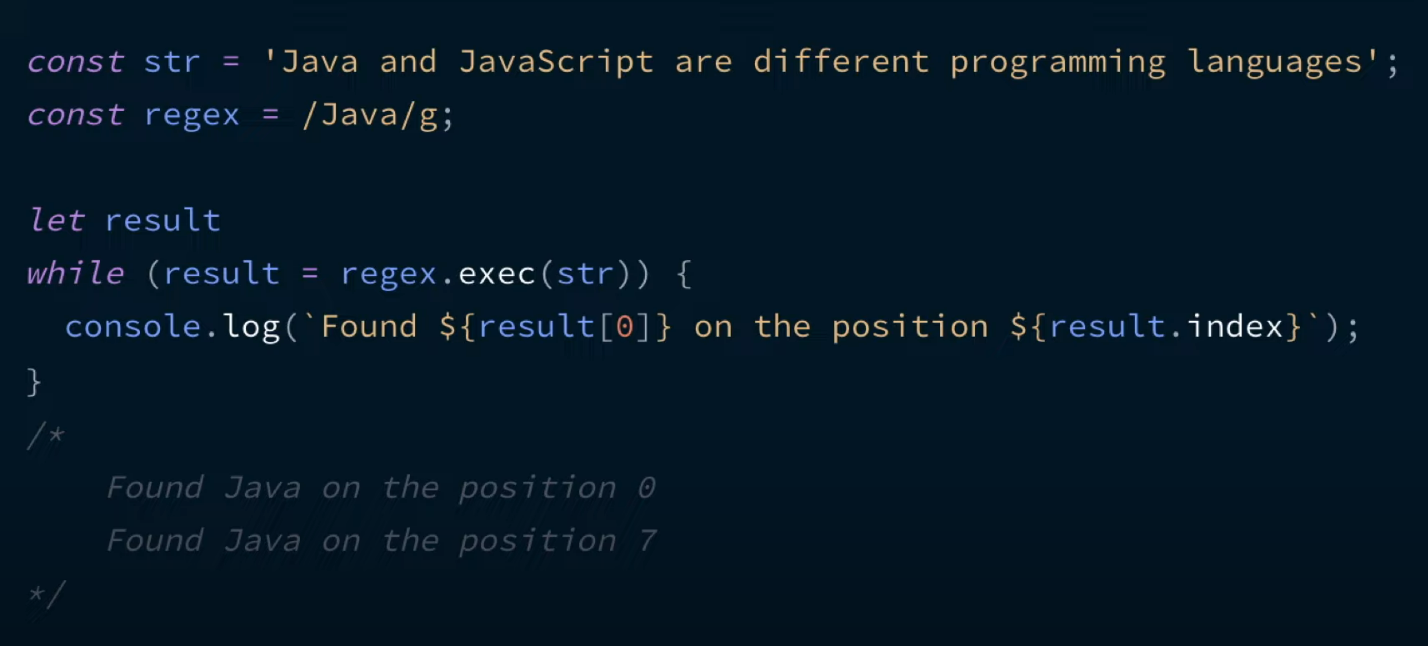 const str = 'Java and JavaScript are different programming languages';
const regex = /Java/g;
let result
while (result = regex.exec(str)) {
  console.log(`Found ${result[0]} on the position ${result.index}`);
}
/*
    Found Java on the position 0
    Found Java on the position 7
*/